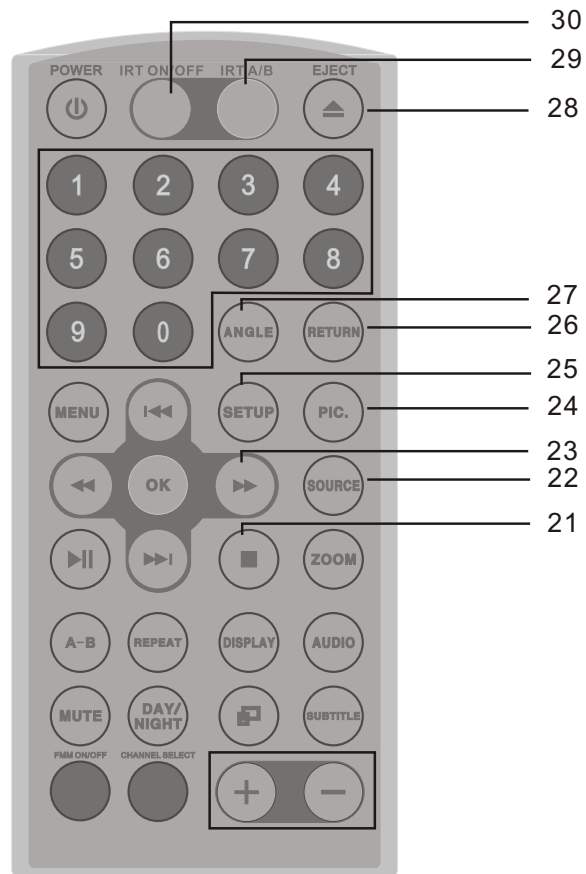 30
29
POWER IRT ON/OFF IRT A/B EJECT
28
1 2 3 4
5 6 7 8
27
9 0 ANGLE RETURN
26
25
MENU SETUP PIC.
24
23
OK SOURCE
22
21
ZOOM
A-B REPEAT DISPLAY AUDIO
MUTE DAY/NIGHT SUBTITLE
FMM ON/OFF CHANNEL SELECT
+ −